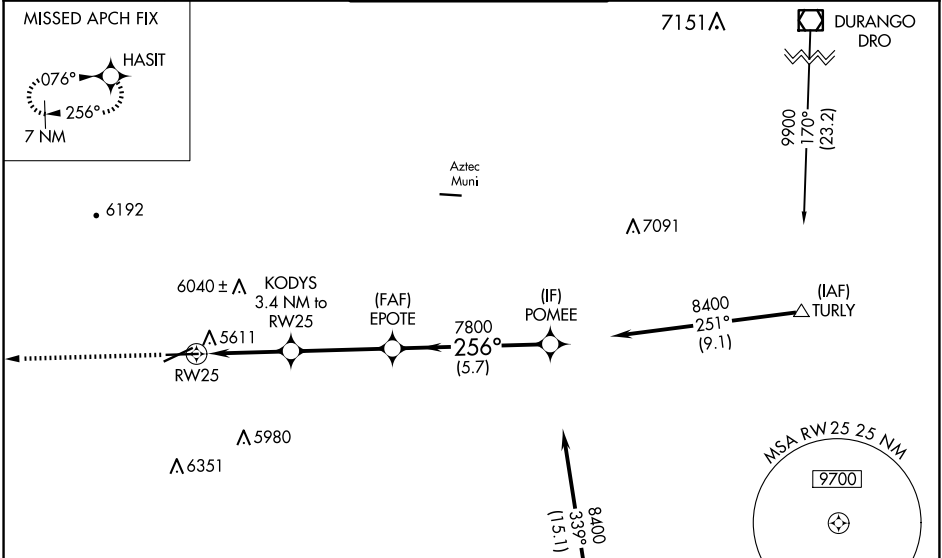 MISSED APCH FIX
HASIT
076°
256°
7 NM
7151
DURANGO
DRO
9900
170°
(23.2)
Aztec
Muni
6192
7091
6040 ±
KODYS
3.4 NM to
RW25
(FAF)
EPOTE
(IF)
POMEE
8400
251°
(9.1)
(IAF)
TURLY
5611
7800
256°
(5.7)
RW25
5980
6351
8400
339°
(15.1)
MSA RW 25 25 NM
9700